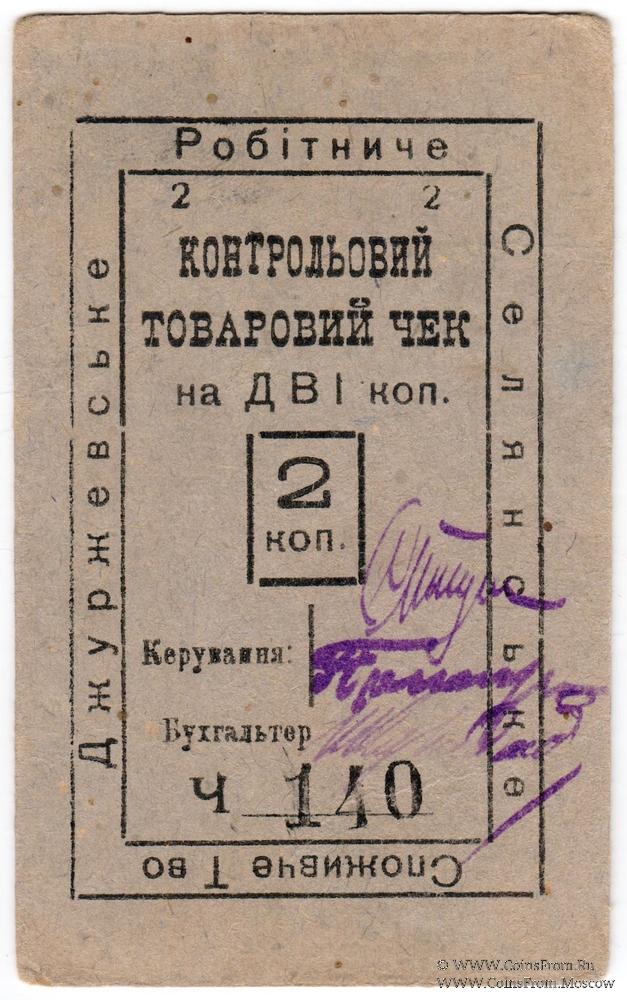 Джуржевське
Робітниче
Селянське
Споживче Т во
2 2
КОНТРОЛЬОВИЙ
ТОВАРОВИЙ ЧЕК
на ДВІ коп.
2
коп.
Керування:
Бухгальтер
Ч 140
© WWW.CoinsFrom.Ru
WWW.CoinsFrom.Moscow